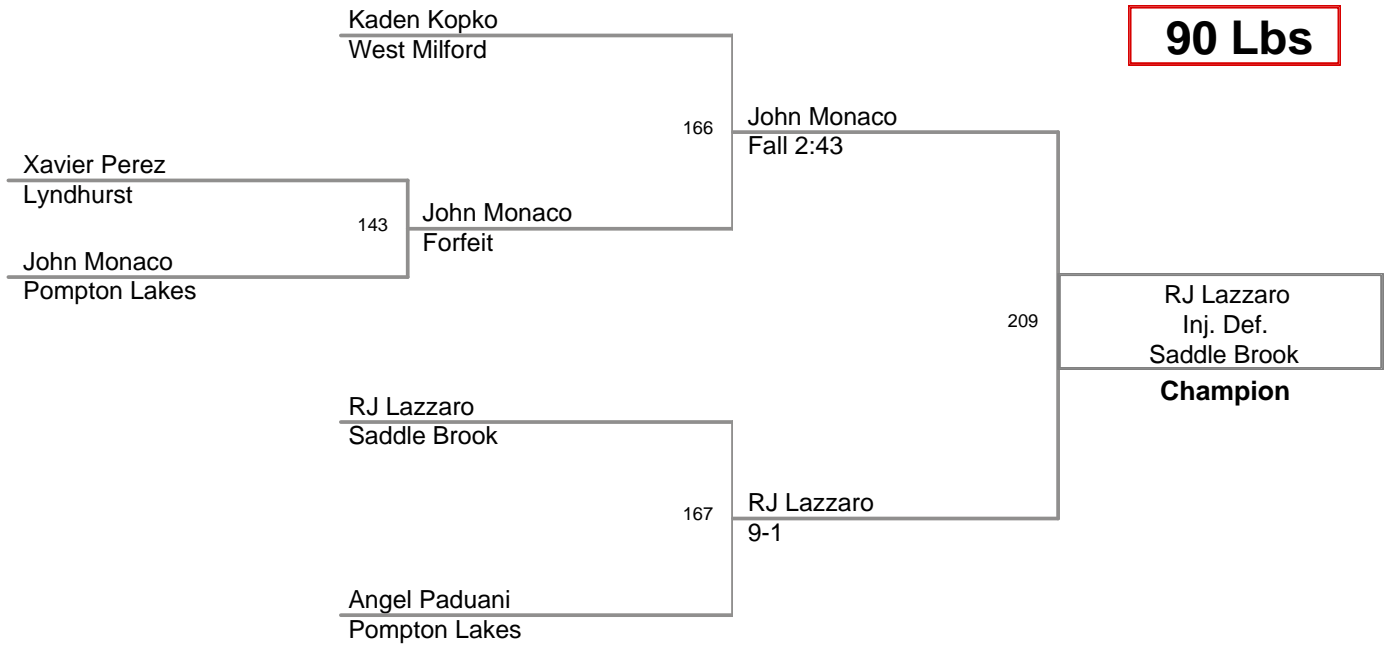 90 Lbs
Kaden Kopko
West Milford
166
John Monaco
Fall 2:43
Xavier Perez
Lyndhurst
143
John Monaco
Forfeit
John Monaco
Pompton Lakes
209
RJ Lazzaro
Inj. Def.
Saddle Brook
Champion
RJ Lazzaro
Saddle Brook
167
RJ Lazzaro
9-1
Angel Paduani
Pompton Lakes